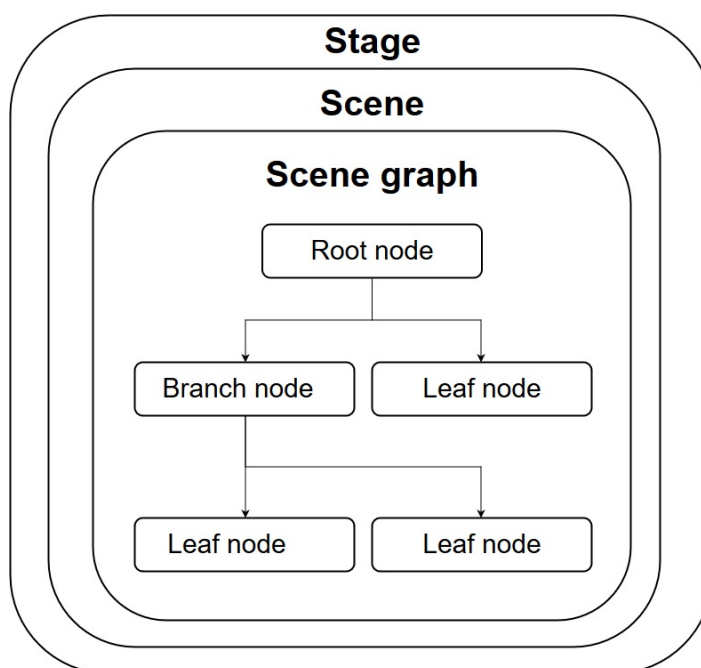 Stage
Scene
Scene graph
Root node
Branch node
Leaf node
Leaf node
Leaf node